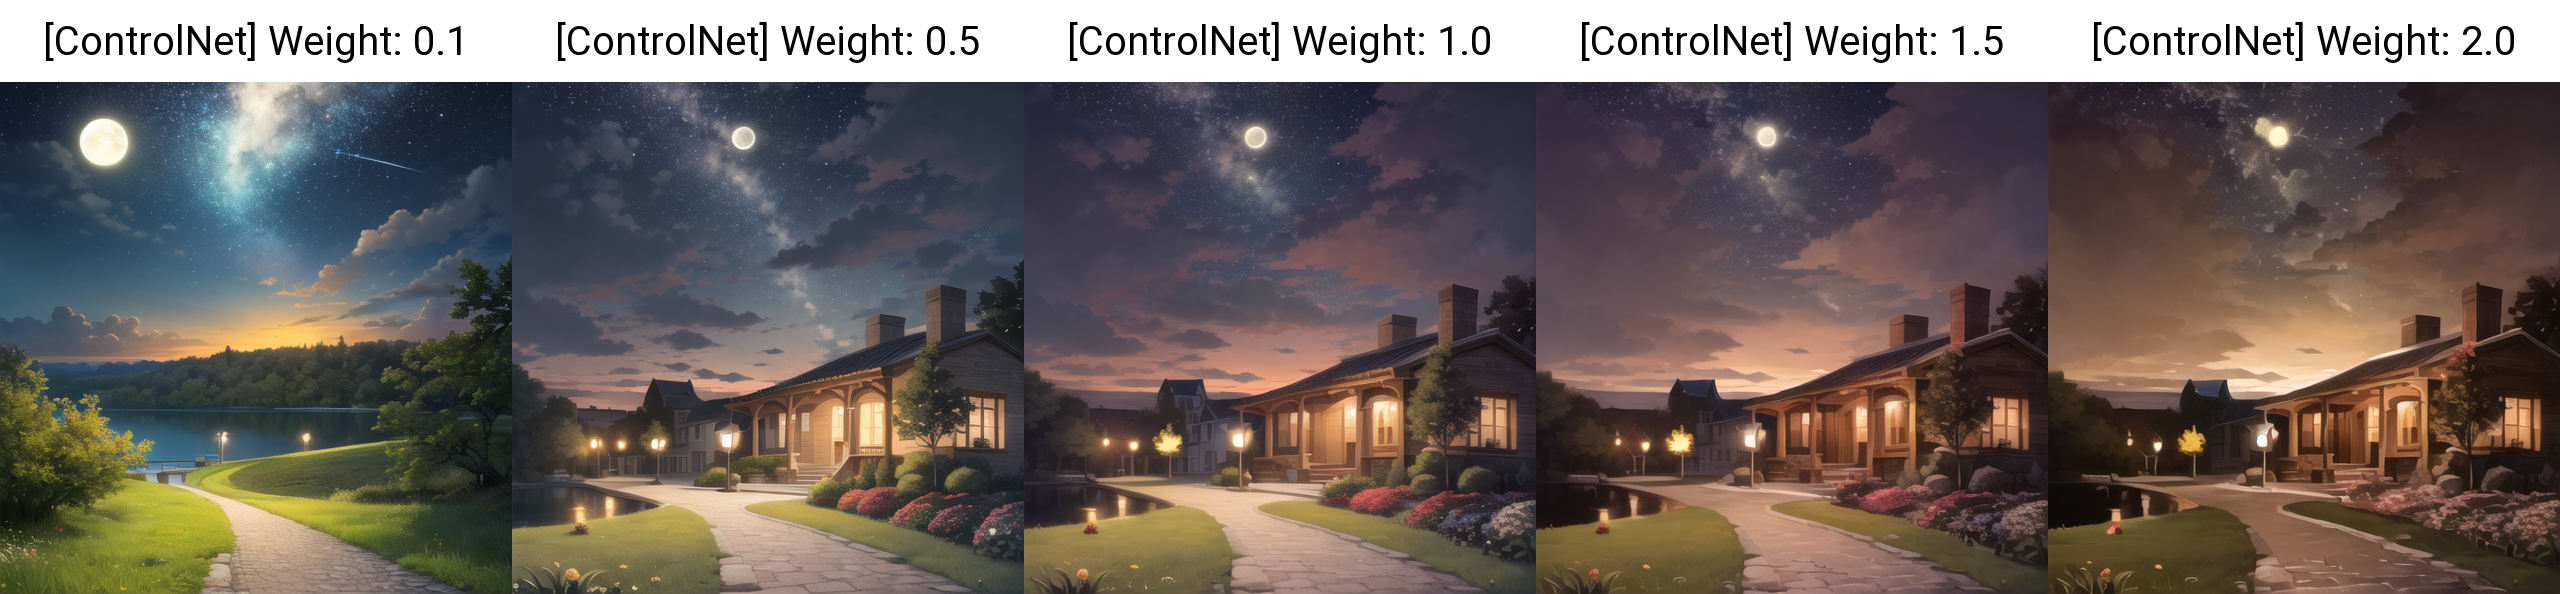 [ControlNet] Weight: 0.1
[ControlNet] Weight: 0.5
[ControlNet] Weight: 1.0
[ControlNet] Weight: 1.5
[ControlNet] Weight: 2.0